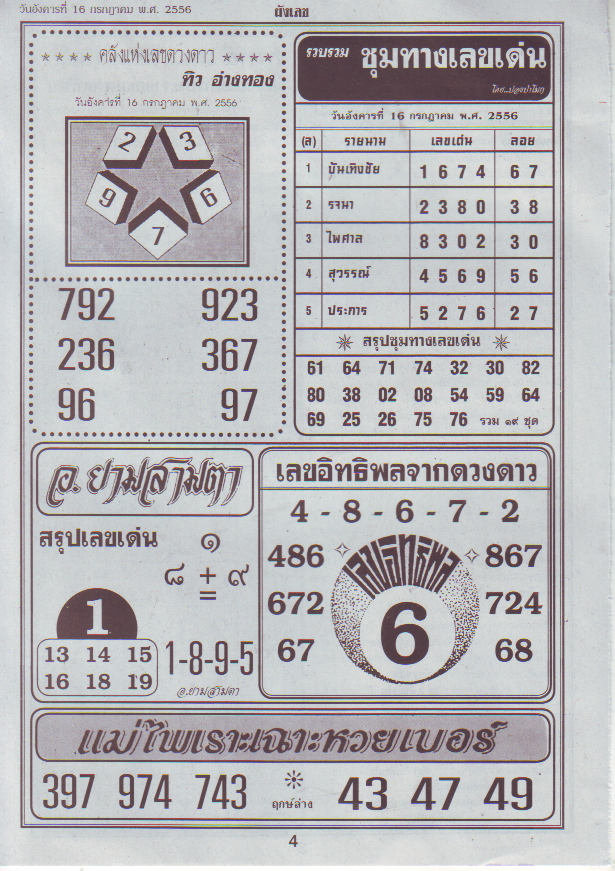 วันอังคารที่ 16 กรกฎาคม พ.ศ. 2556
ผังเลข
คลังแห่งเลขดวงดาว
ทิว อ่างทอง
วันอังคารที่ 16 กรกฎาคม พ.ศ. 2556
2 3
9 6
7
792 923
236 367
96 97
รวบรวม ชุมทางเลขเด่น
วันอังคารที่ 16 กรกฎาคม พ.ศ. 2556
(ล) รายนาม เลขเด่น ลอย
1 บันเทิงชัย 1 6 7 4 6 7
2 รจนา 2 3 8 0 3 8
3 ไพศาล 8 3 0 2 3 0
4 สุวรรณ์ 4 5 6 9 5 6
5 ประการ 5 2 7 6 2 7
สรุปชุมทางเลขเด่น
61 64 71 74 32 30 82
80 38 02 08 54 59 64
69 25 26 75 76 รวม ๑๙ ชุด
อ. ยามสามตา
สรุปเลขเด่น ๑
๘ + ๙
=
1
13 14 15
16 18 19
1-8-9-5
อ.ยามสามตา
เลขอิทธิพลจากดวงดาว
4 - 8 - 6 - 7 - 2
486 เลขอิทธิพล 867
672 6 724
67 68
แม่ไพเราะเฉาะหวยเบอร์
397 974 743 ฤกษ์ล่าง 43 47 49
4